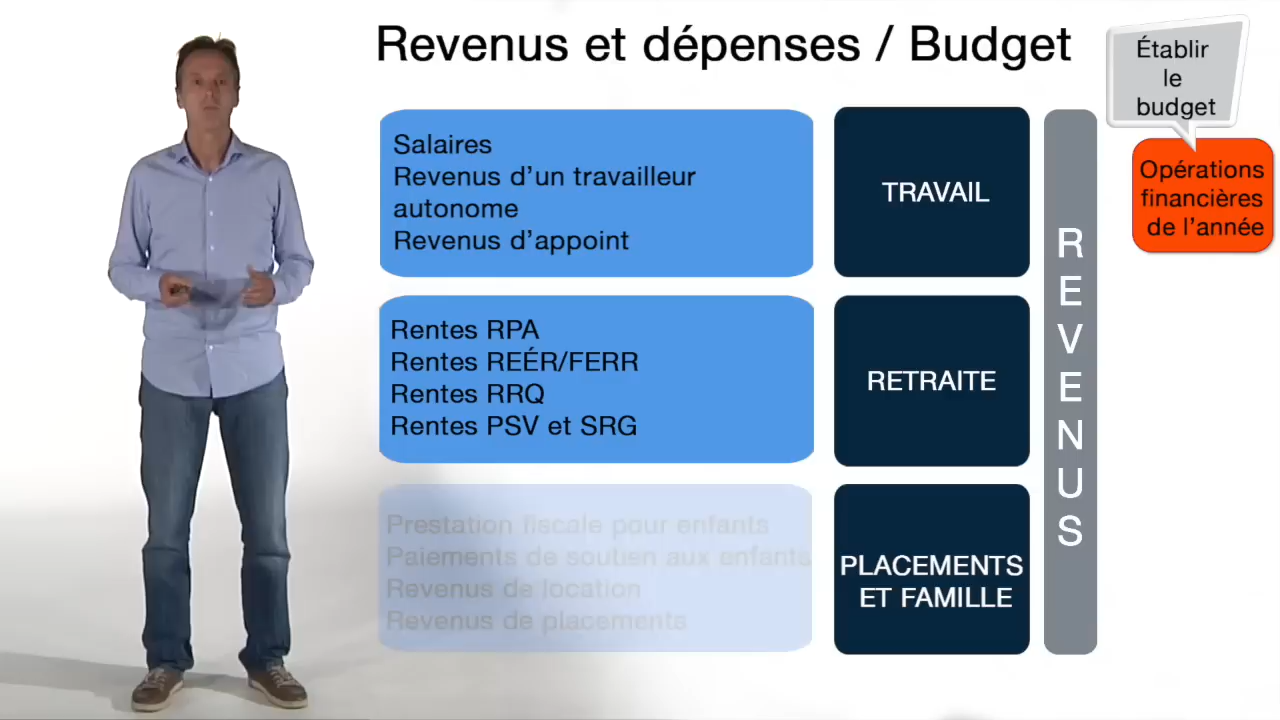 Revenus et dépenses / Budget
Établir
le
budget
Opérations
financières
de l'année
Salaires
Revenus d'un travailleur
autonome
Revenus d'appoint
TRAVAIL
Rentes RPA
Rentes REÉR/FERR
Rentes RRQ
Rentes PSV et SRG
RETRAITE
Prestation fiscale pour enfants
Paiements de soutien aux enfants
Revenus de location
Revenus de placements
PLACEMENTS
ET FAMILLE
REVENUS